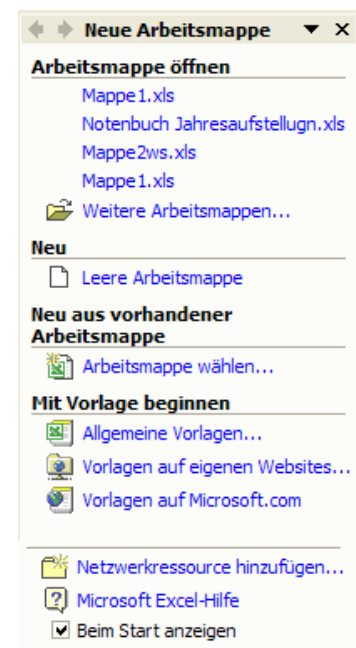 Neue Arbeitsmappe
Arbeitsmappe öffnen
Mappe1.xls
Notenbuch Jahresaufstellugn.xls
Mappe2ws.xls
Mappe1.xls
Weitere Arbeitsmappen...
Neu
Leere Arbeitsmappe
Neu aus vorhandener
Arbeitsmappe
Arbeitsmappe wählen...
Mit Vorlage beginnen
Allgemeine Vorlagen...
Vorlagen auf eigenen Websites...
Vorlagen auf Microsoft.com
Netzwerkressource hinzufügen...
Microsoft Excel-Hilfe
Beim Start anzeigen